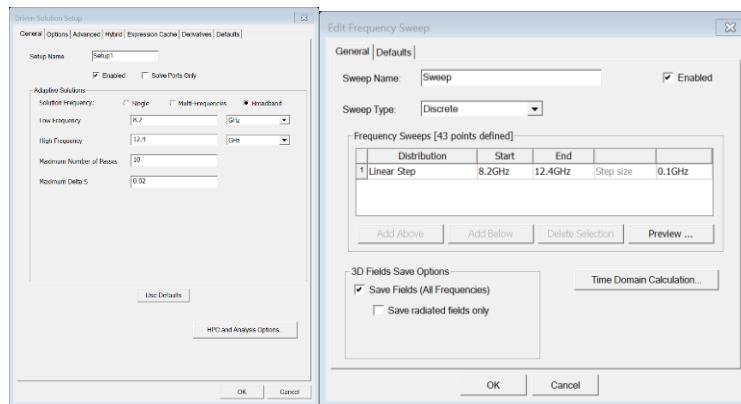 Driven Solution Setup
General Options Advanced Hybrid Expression Cache Derivatives Defaults
Setup Name Setup1
Enabled Solve Ports Only
Adaptive Solutions
Solution Frequency: Single Multi-Frequencies Broadband
Low Frequency 8.2 GHz
High Frequency 12.4 GHz
Maximum Number of Passes 10
Maximum Delta S 0.02
Use Defaults
HPC and Analysis Options...
OK Cancel
Edit Frequency Sweep
General Defaults
Sweep Name: Sweep Enabled
Sweep Type: Discrete
Frequency Sweeps [43 points defined]
Distribution Start End
1 Linear Step 8.2GHz 12.4GHz Step size 0.1GHz
Add Above Add Below Delete Selection Preview ...
3D Fields Save Options
Save Fields (All Frequencies) Time Domain Calculation...
Save radiated fields only
OK Cancel